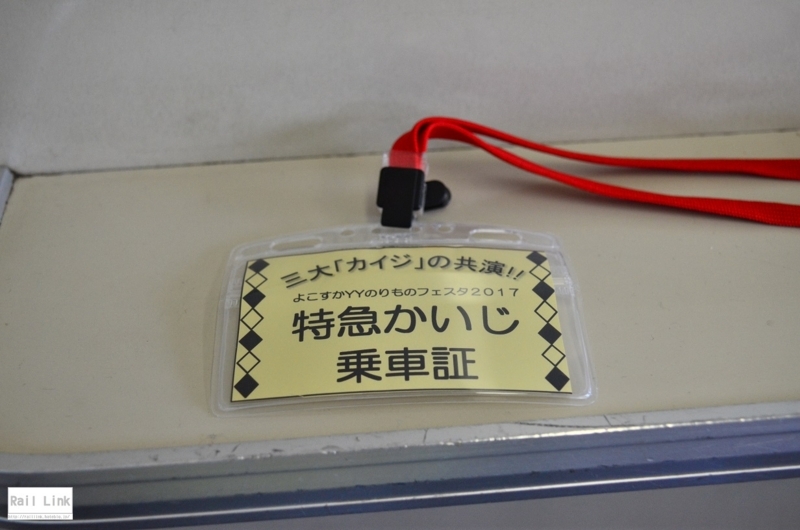 三大「カイジ」の共演!!
よこすかYYのりものフェスタ2017
特急かいじ
乗車証
Rail Link